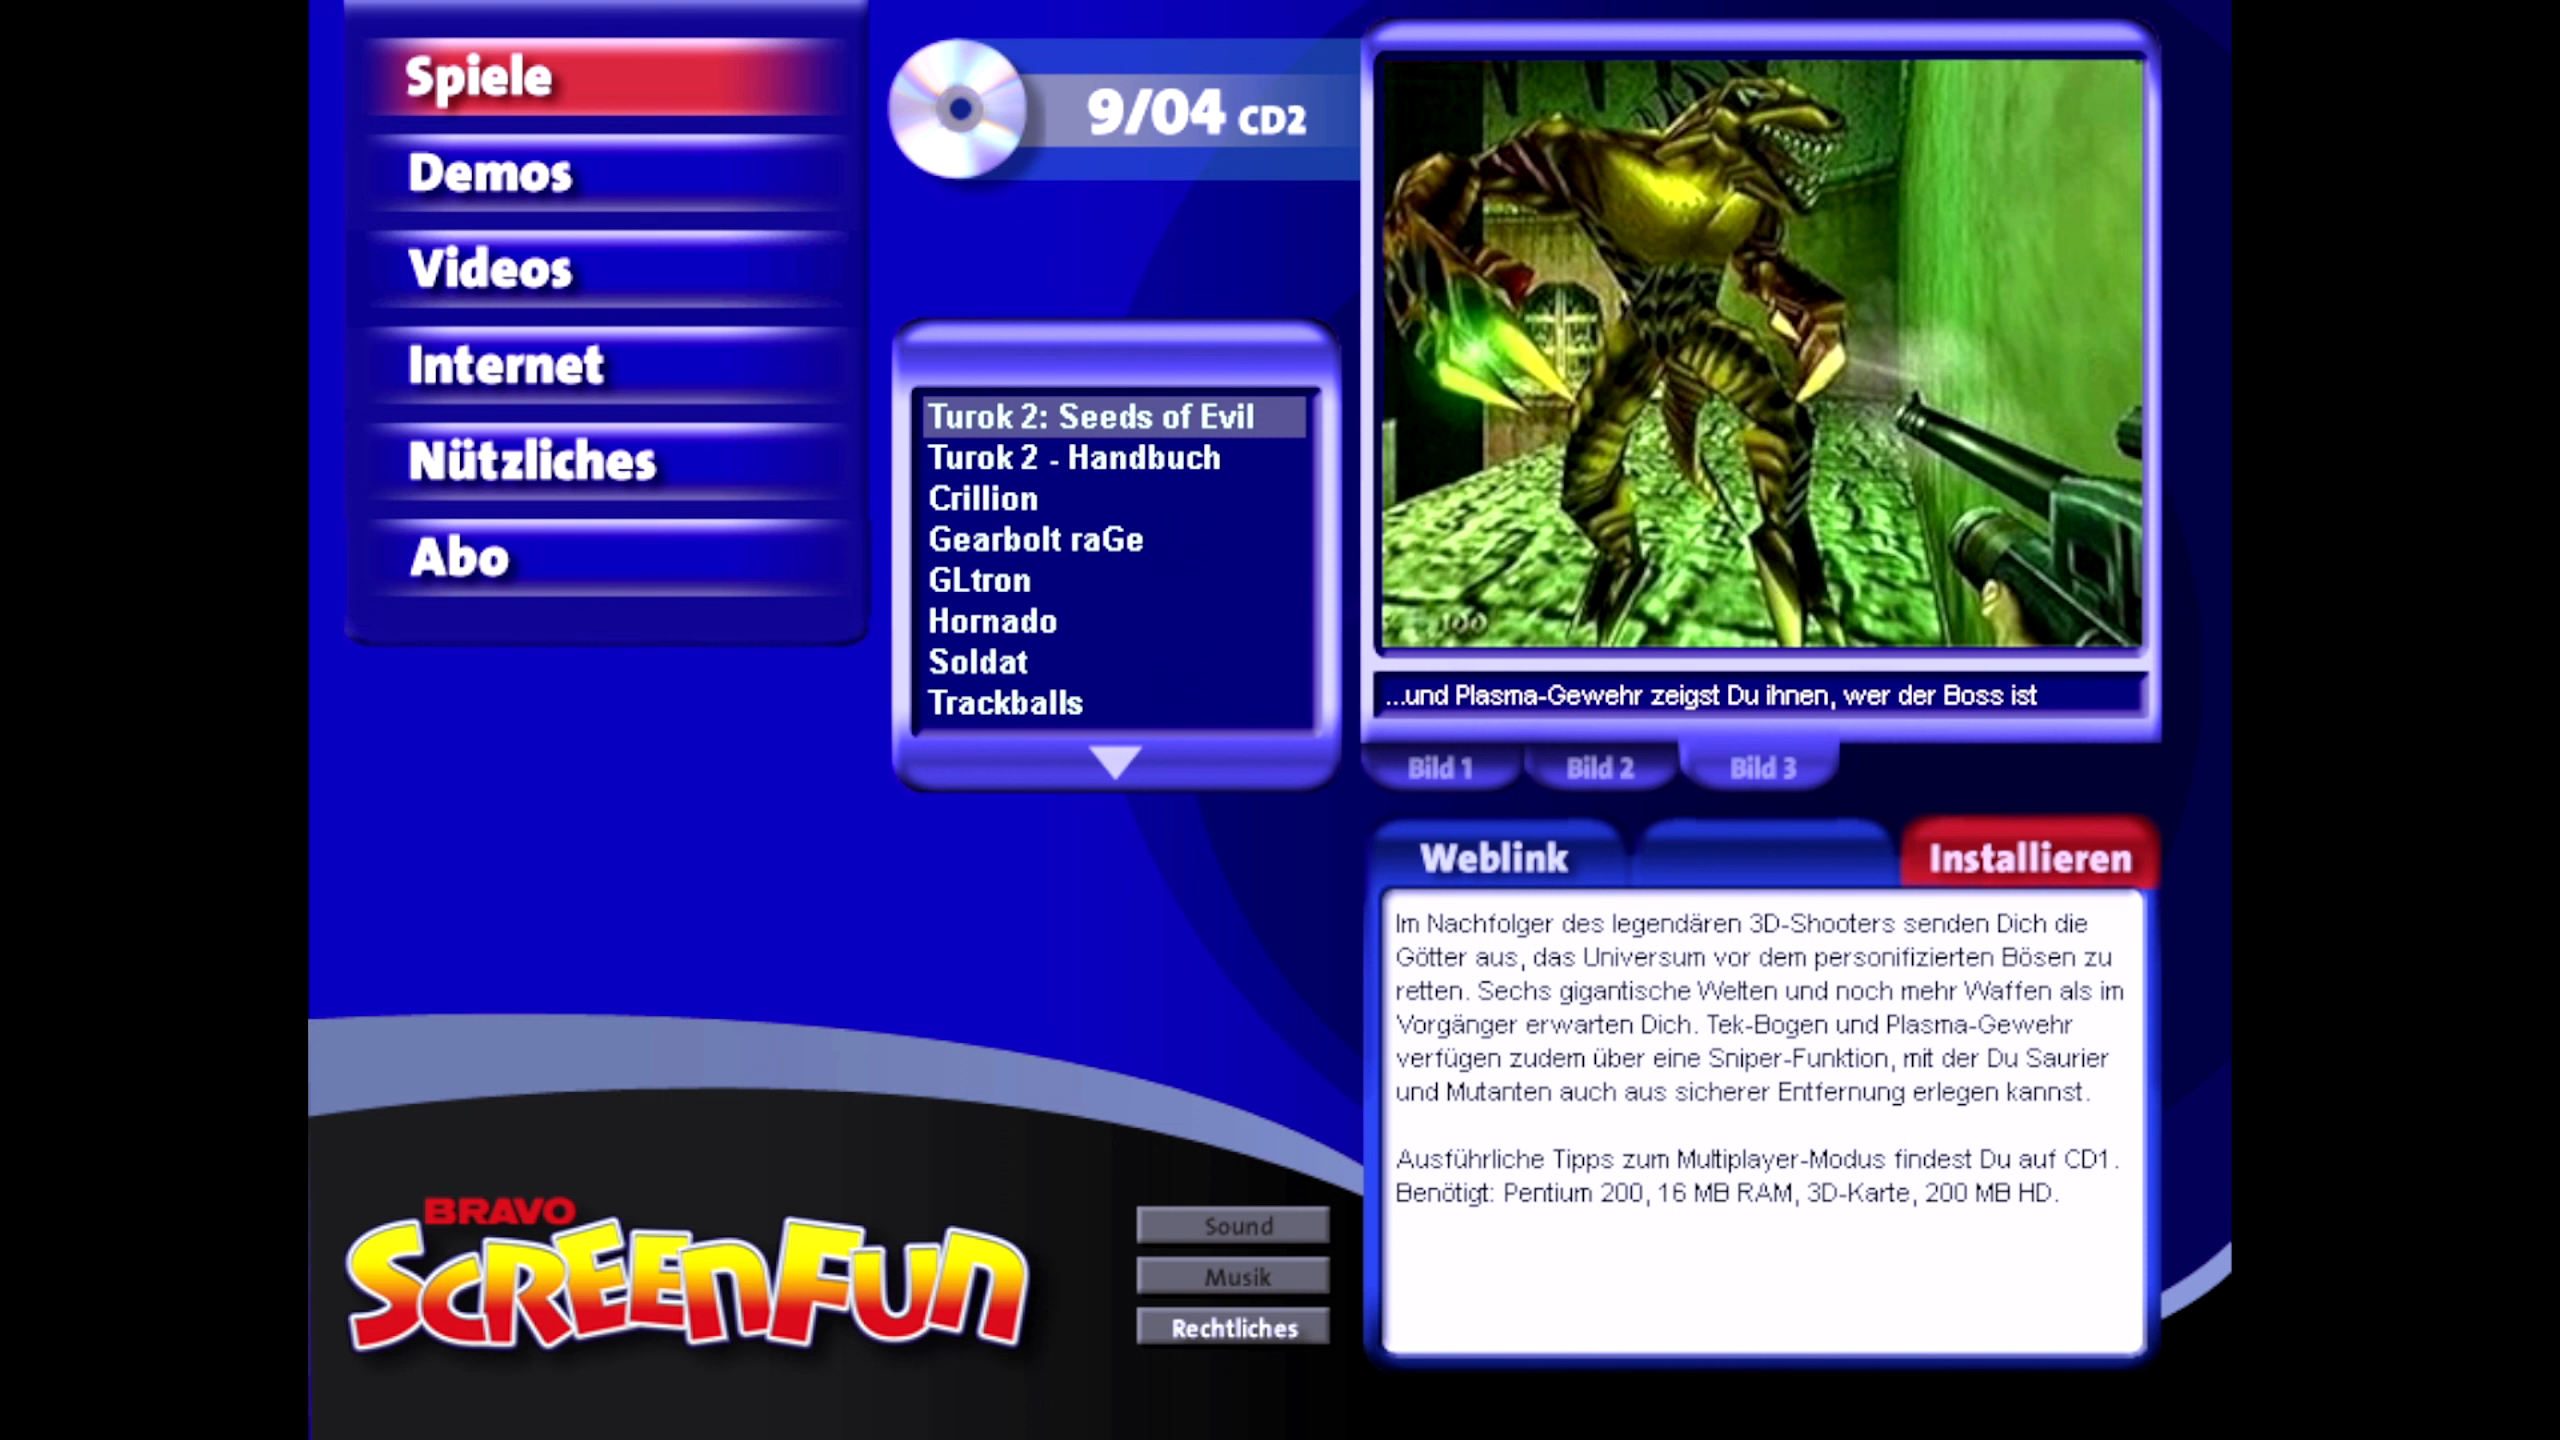 Spiele
Demos
Videos
Internet
Nützliches
Abo
9/04 CD2
Turok 2: Seeds of Evil
Turok 2 - Handbuch
Crillion
Gearbolt raGe
GLtron
Hornado
Soldat
Trackballs
100
...und Plasma-Gewehr zeigst Du ihnen, wer der Boss ist
Bild 1
Bild 2
Bild 3
Weblink
Installieren
Im Nachfolger des legendären 3D-Shooters senden Dich die
Götter aus, das Universum vor dem personifizierten Bösen zu
retten. Sechs gigantische Welten und noch mehr Waffen als im
Vorgänger erwarten Dich. Tek-Bogen und Plasma-Gewehr
verfügen zudem über eine Sniper-Funktion, mit der Du Saurier
und Mutanten auch aus sicherer Entfernung erlegen kannst.
Ausführliche Tipps zum Multiplayer-Modus findest Du auf CD1.
Benötigt: Pentium 200, 16 MB RAM, 3D-Karte, 200 MB HD.
BRAVO
SCREENFUN
Sound
Musik
Rechtliches